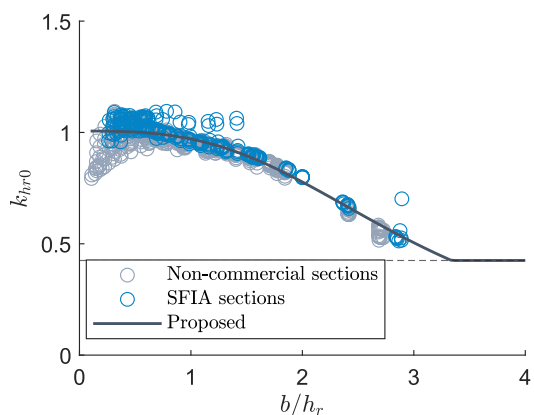 1.5
1
0.5
0
k_{hr0}
Non-commercial sections
SFIA sections
Proposed
0 1 2 3 4
b/h_r